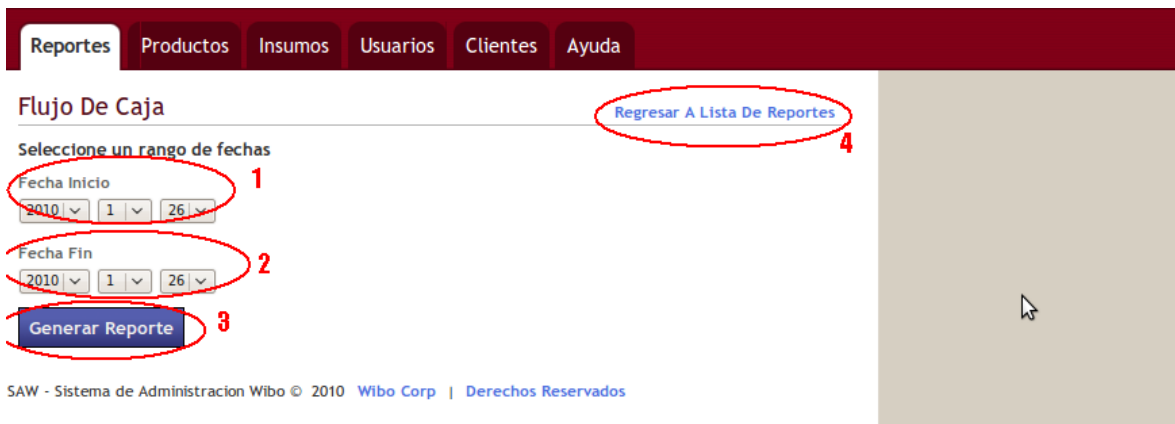 Reportes Productos Insumos Usuarios Clientes Ayuda
Flujo De Caja
Regresar A Lista De Reportes
4
Seleccione un rango de fechas
1
Fecha Inicio
2010 1 26
Fecha Fin
2
2010 1 26
Generar Reporte
3
SAW - Sistema de Administracion Wibo © 2010 Wibo Corp | Derechos Reservados